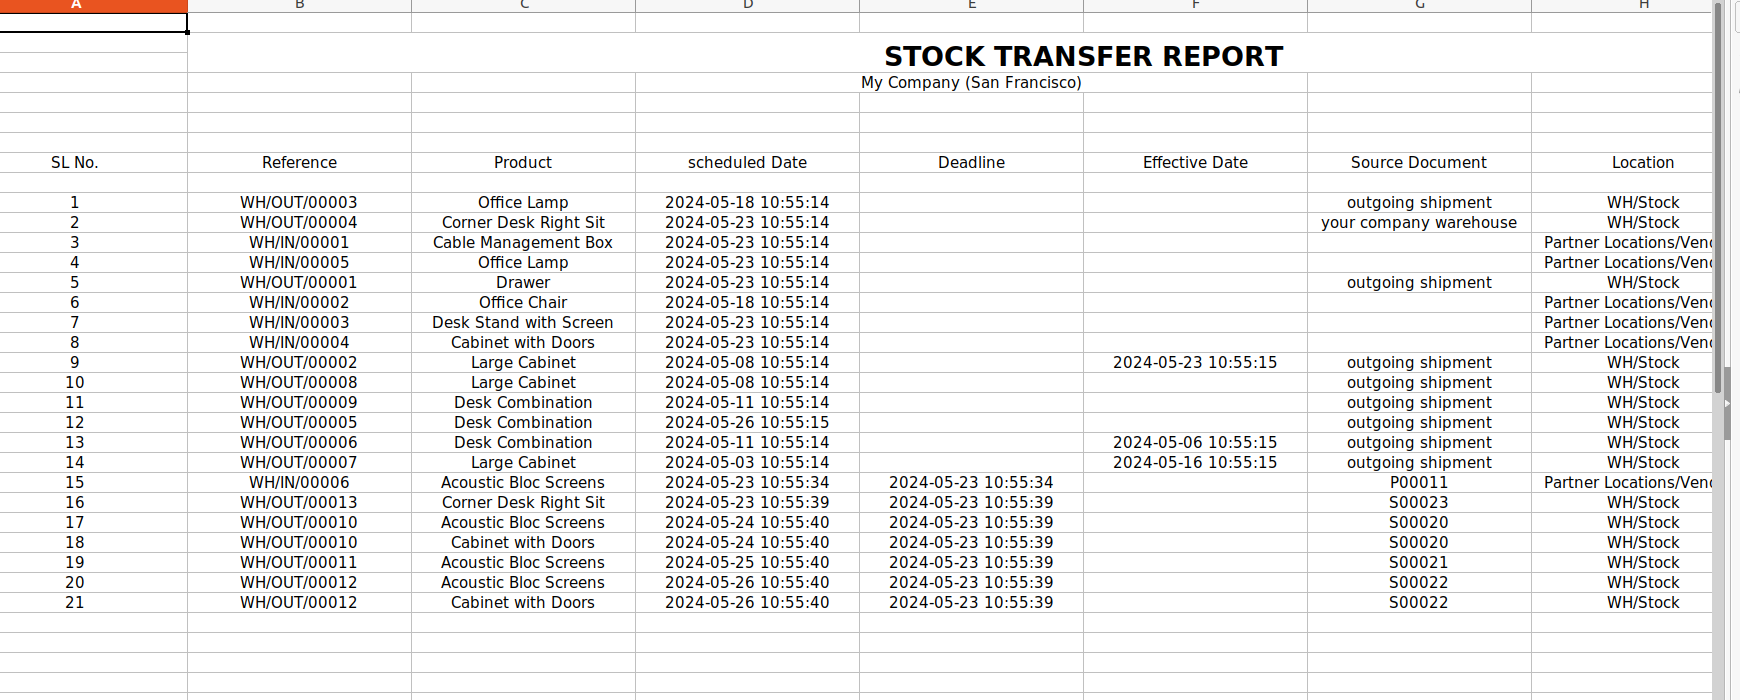 A B C D E F G H
STOCK TRANSFER REPORT
My Company (San Francisco)
SL No. Reference Product scheduled Date Deadline Effective Date Source Document Location
1 WH/OUT/00003 Office Lamp 2024-05-18 10:55:14 outgoing shipment WH/Stock
2 WH/OUT/00004 Corner Desk Right Sit 2024-05-23 10:55:14 your company warehouse WH/Stock
3 WH/IN/00001 Cable Management Box 2024-05-23 10:55:14 Partner Locations/Vend
4 WH/IN/00005 Office Lamp 2024-05-23 10:55:14 Partner Locations/Vend
5 WH/OUT/00001 Drawer 2024-05-23 10:55:14 outgoing shipment WH/Stock
6 WH/IN/00002 Office Chair 2024-05-18 10:55:14 Partner Locations/Vend
7 WH/IN/00003 Desk Stand with Screen 2024-05-23 10:55:14 Partner Locations/Vend
8 WH/IN/00004 Cabinet with Doors 2024-05-23 10:55:14 Partner Locations/Vend
9 WH/OUT/00002 Large Cabinet 2024-05-08 10:55:14 2024-05-23 10:55:15 outgoing shipment WH/Stock
10 WH/OUT/00008 Large Cabinet 2024-05-08 10:55:14 outgoing shipment WH/Stock
11 WH/OUT/00009 Desk Combination 2024-05-11 10:55:14 outgoing shipment WH/Stock
12 WH/OUT/00005 Desk Combination 2024-05-26 10:55:15 outgoing shipment WH/Stock
13 WH/OUT/00006 Desk Combination 2024-05-11 10:55:14 2024-05-06 10:55:15 outgoing shipment WH/Stock
14 WH/OUT/00007 Large Cabinet 2024-05-03 10:55:14 2024-05-16 10:55:15 outgoing shipment WH/Stock
15 WH/IN/00006 Acoustic Bloc Screens 2024-05-23 10:55:34 2024-05-23 10:55:34 P00011 Partner Locations/Vend
16 WH/OUT/00013 Corner Desk Right Sit 2024-05-23 10:55:39 2024-05-23 10:55:39 S00023 WH/Stock
17 WH/OUT/00010 Acoustic Bloc Screens 2024-05-24 10:55:40 2024-05-23 10:55:39 S00020 WH/Stock
18 WH/OUT/00010 Cabinet with Doors 2024-05-24 10:55:40 2024-05-23 10:55:39 S00020 WH/Stock
19 WH/OUT/00011 Acoustic Bloc Screens 2024-05-25 10:55:40 2024-05-23 10:55:39 S00021 WH/Stock
20 WH/OUT/00012 Acoustic Bloc Screens 2024-05-26 10:55:40 2024-05-23 10:55:39 S00022 WH/Stock
21 WH/OUT/00012 Cabinet with Doors 2024-05-26 10:55:40 2024-05-23 10:55:39 S00022 WH/Stock